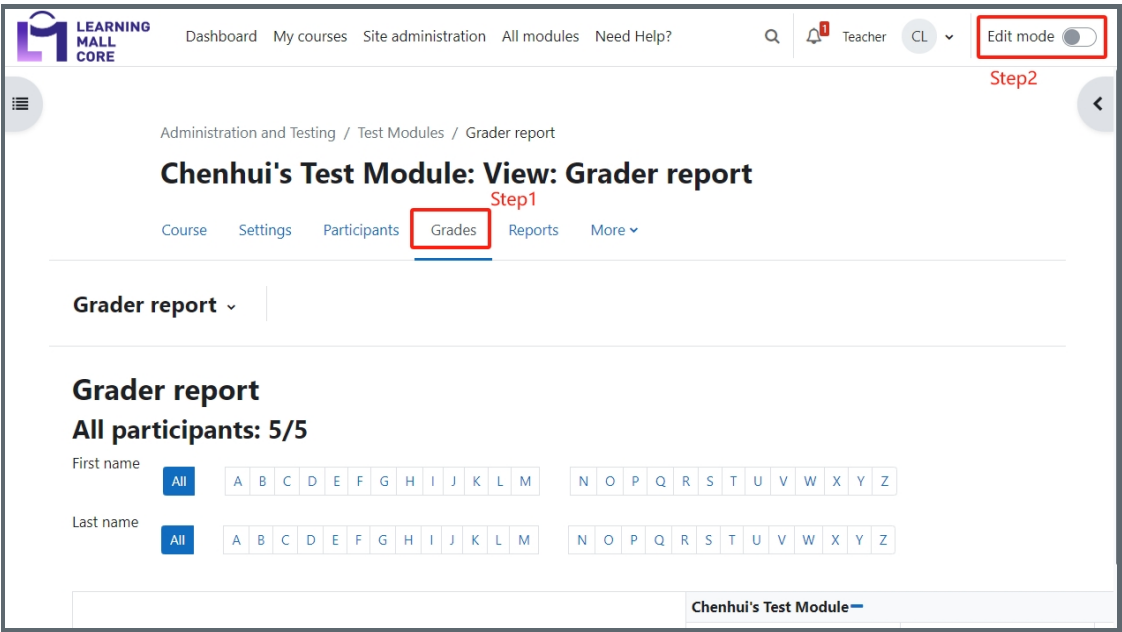 LEARNING
MALL
CORE
Dashboard My courses Site administration All modules Need Help? 1 Teacher CL Edit mode
Step2
Administration and Testing / Test Modules / Grader report
Chenhui's Test Module: View: Grader report
Step1
Course Settings Participants Grades Reports More
Grader report
Grader report
All participants: 5/5
First name
All A B C D E F G H I J K L M N O P Q R S T U V W X Y Z
Last name
All A B C D E F G H I J K L M N O P Q R S T U V W X Y Z
Chenhui's Test Module